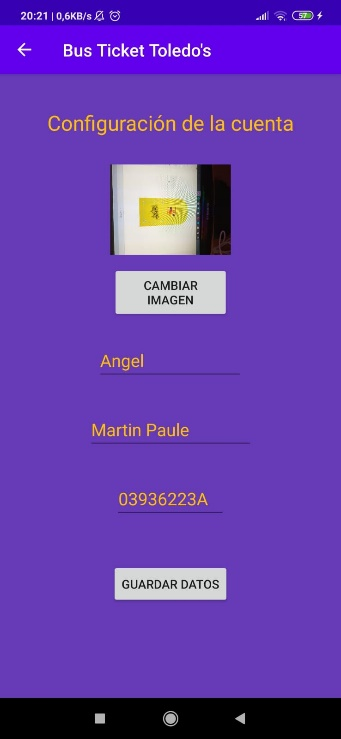 20:21 | 0,6KB/s
57
Bus Ticket Toledo's
Configuración de la cuenta
CAMBIAR
IMAGEN
Angel
Martin Paule
03936223A
GUARDAR DATOS